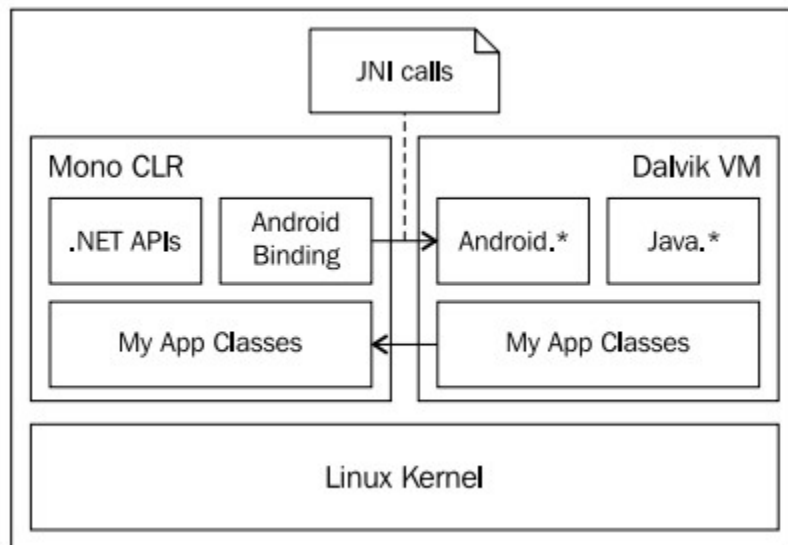 JNI calls
Mono CLR
Dalvik VM
.NET APIs
Android
Binding
Android.*
Java.*
My App Classes
My App Classes
Linux Kernel